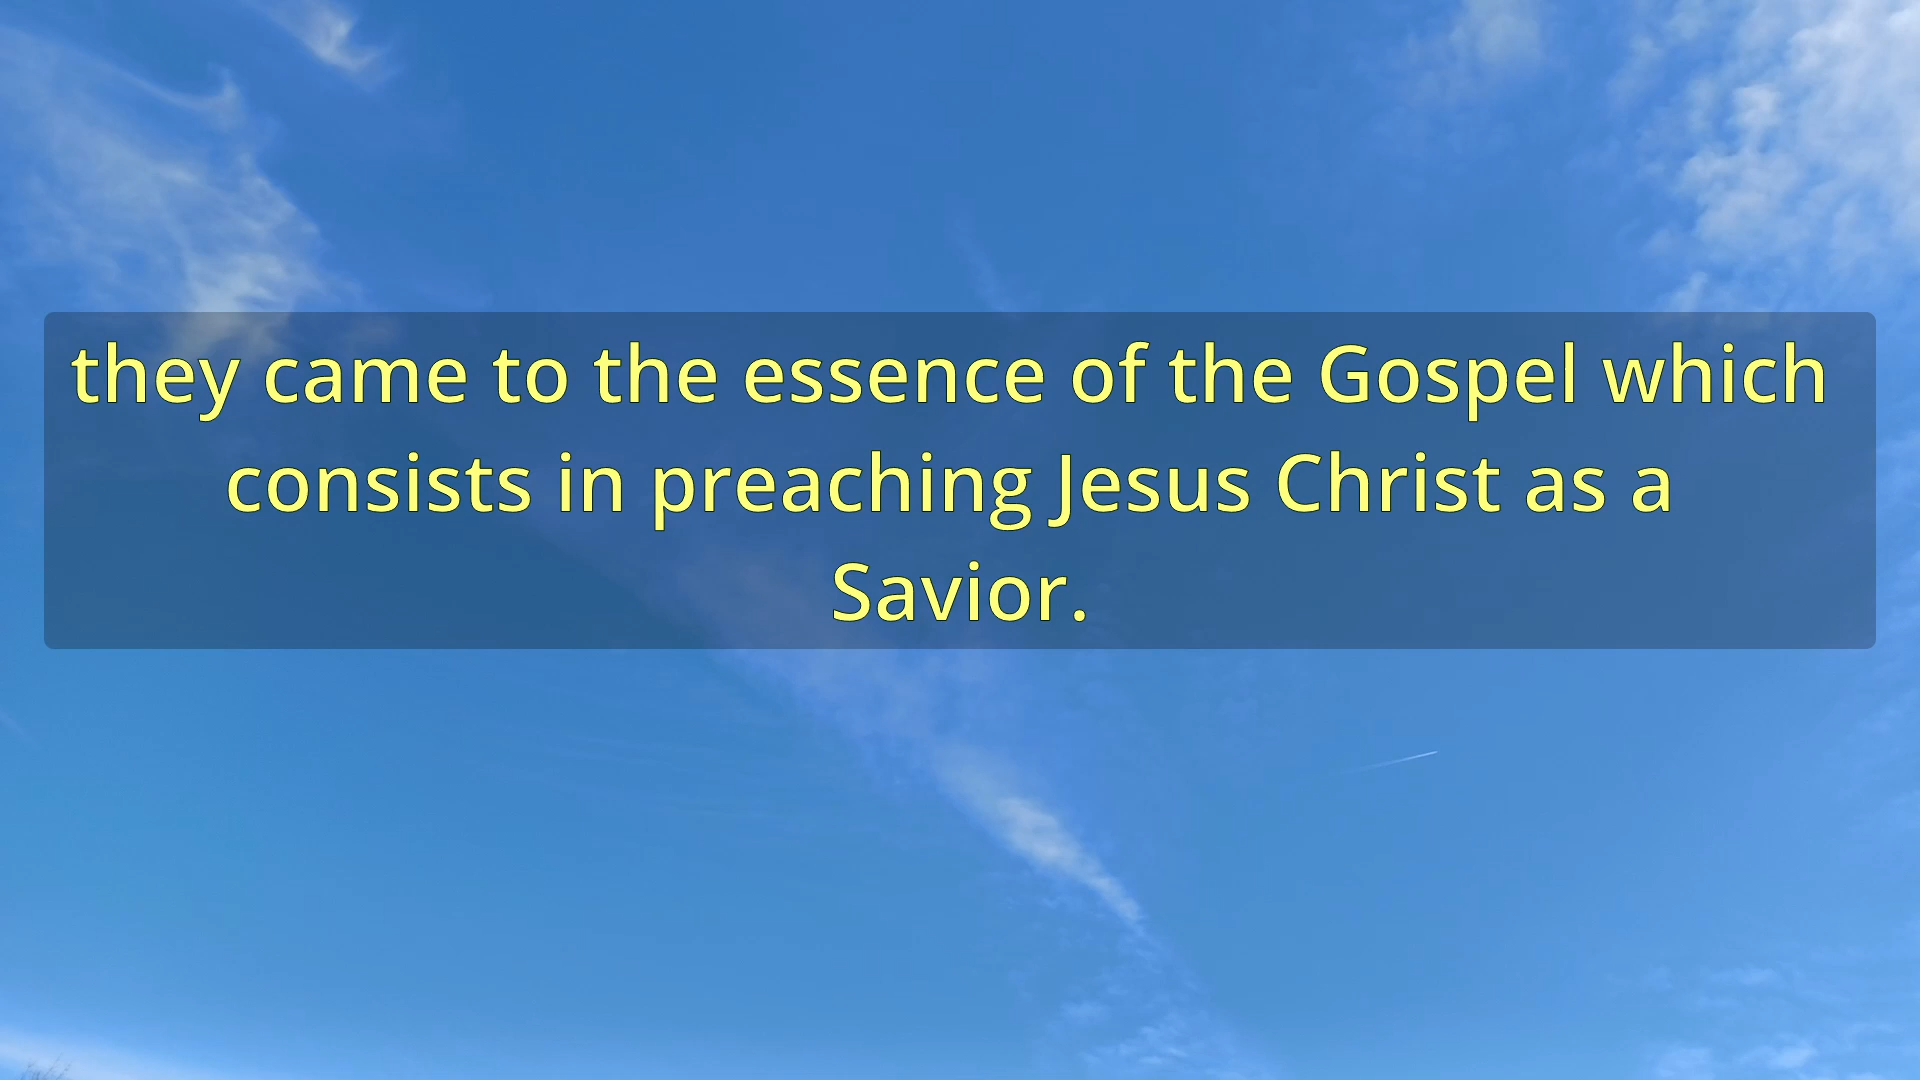 they came to the essence of the Gospel which
consists in preaching Jesus Christ as a
Savior.